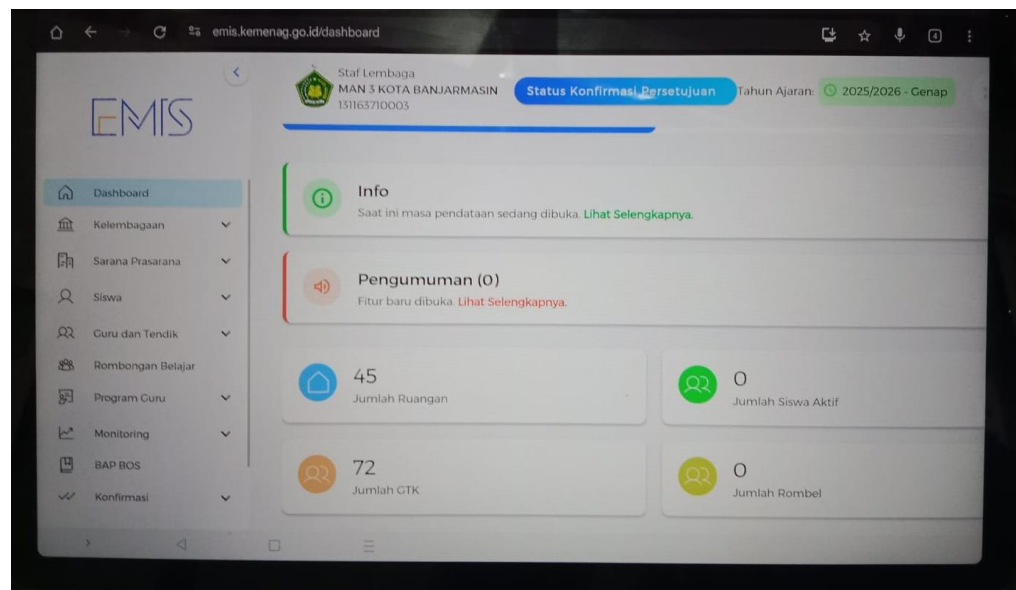 emis.kemenag.go.id/dashboard
4
EMIS
Staf Lembaga
MAN 3 KOTA BANJARMASIN
131163710003
Status Konfirmasi Persetujuan
Tahun Ajaran:
2025/2026 - Genap
Dashboard
Kelembagaan
Sarana Prasarana
Siswa
Guru dan Tendik
Rombongan Belajar
Program Guru
Monitoring
BAP BOS
Konfirmasi
Info
Saat ini masa pendataan sedang dibuka. Lihat Selengkapnya.
Pengumuman (0)
Fitur baru dibuka. Lihat Selengkapnya.
45
Jumlah Ruangan
0
Jumlah Siswa Aktif
72
Jumlah GTK
0
Jumlah Rombel